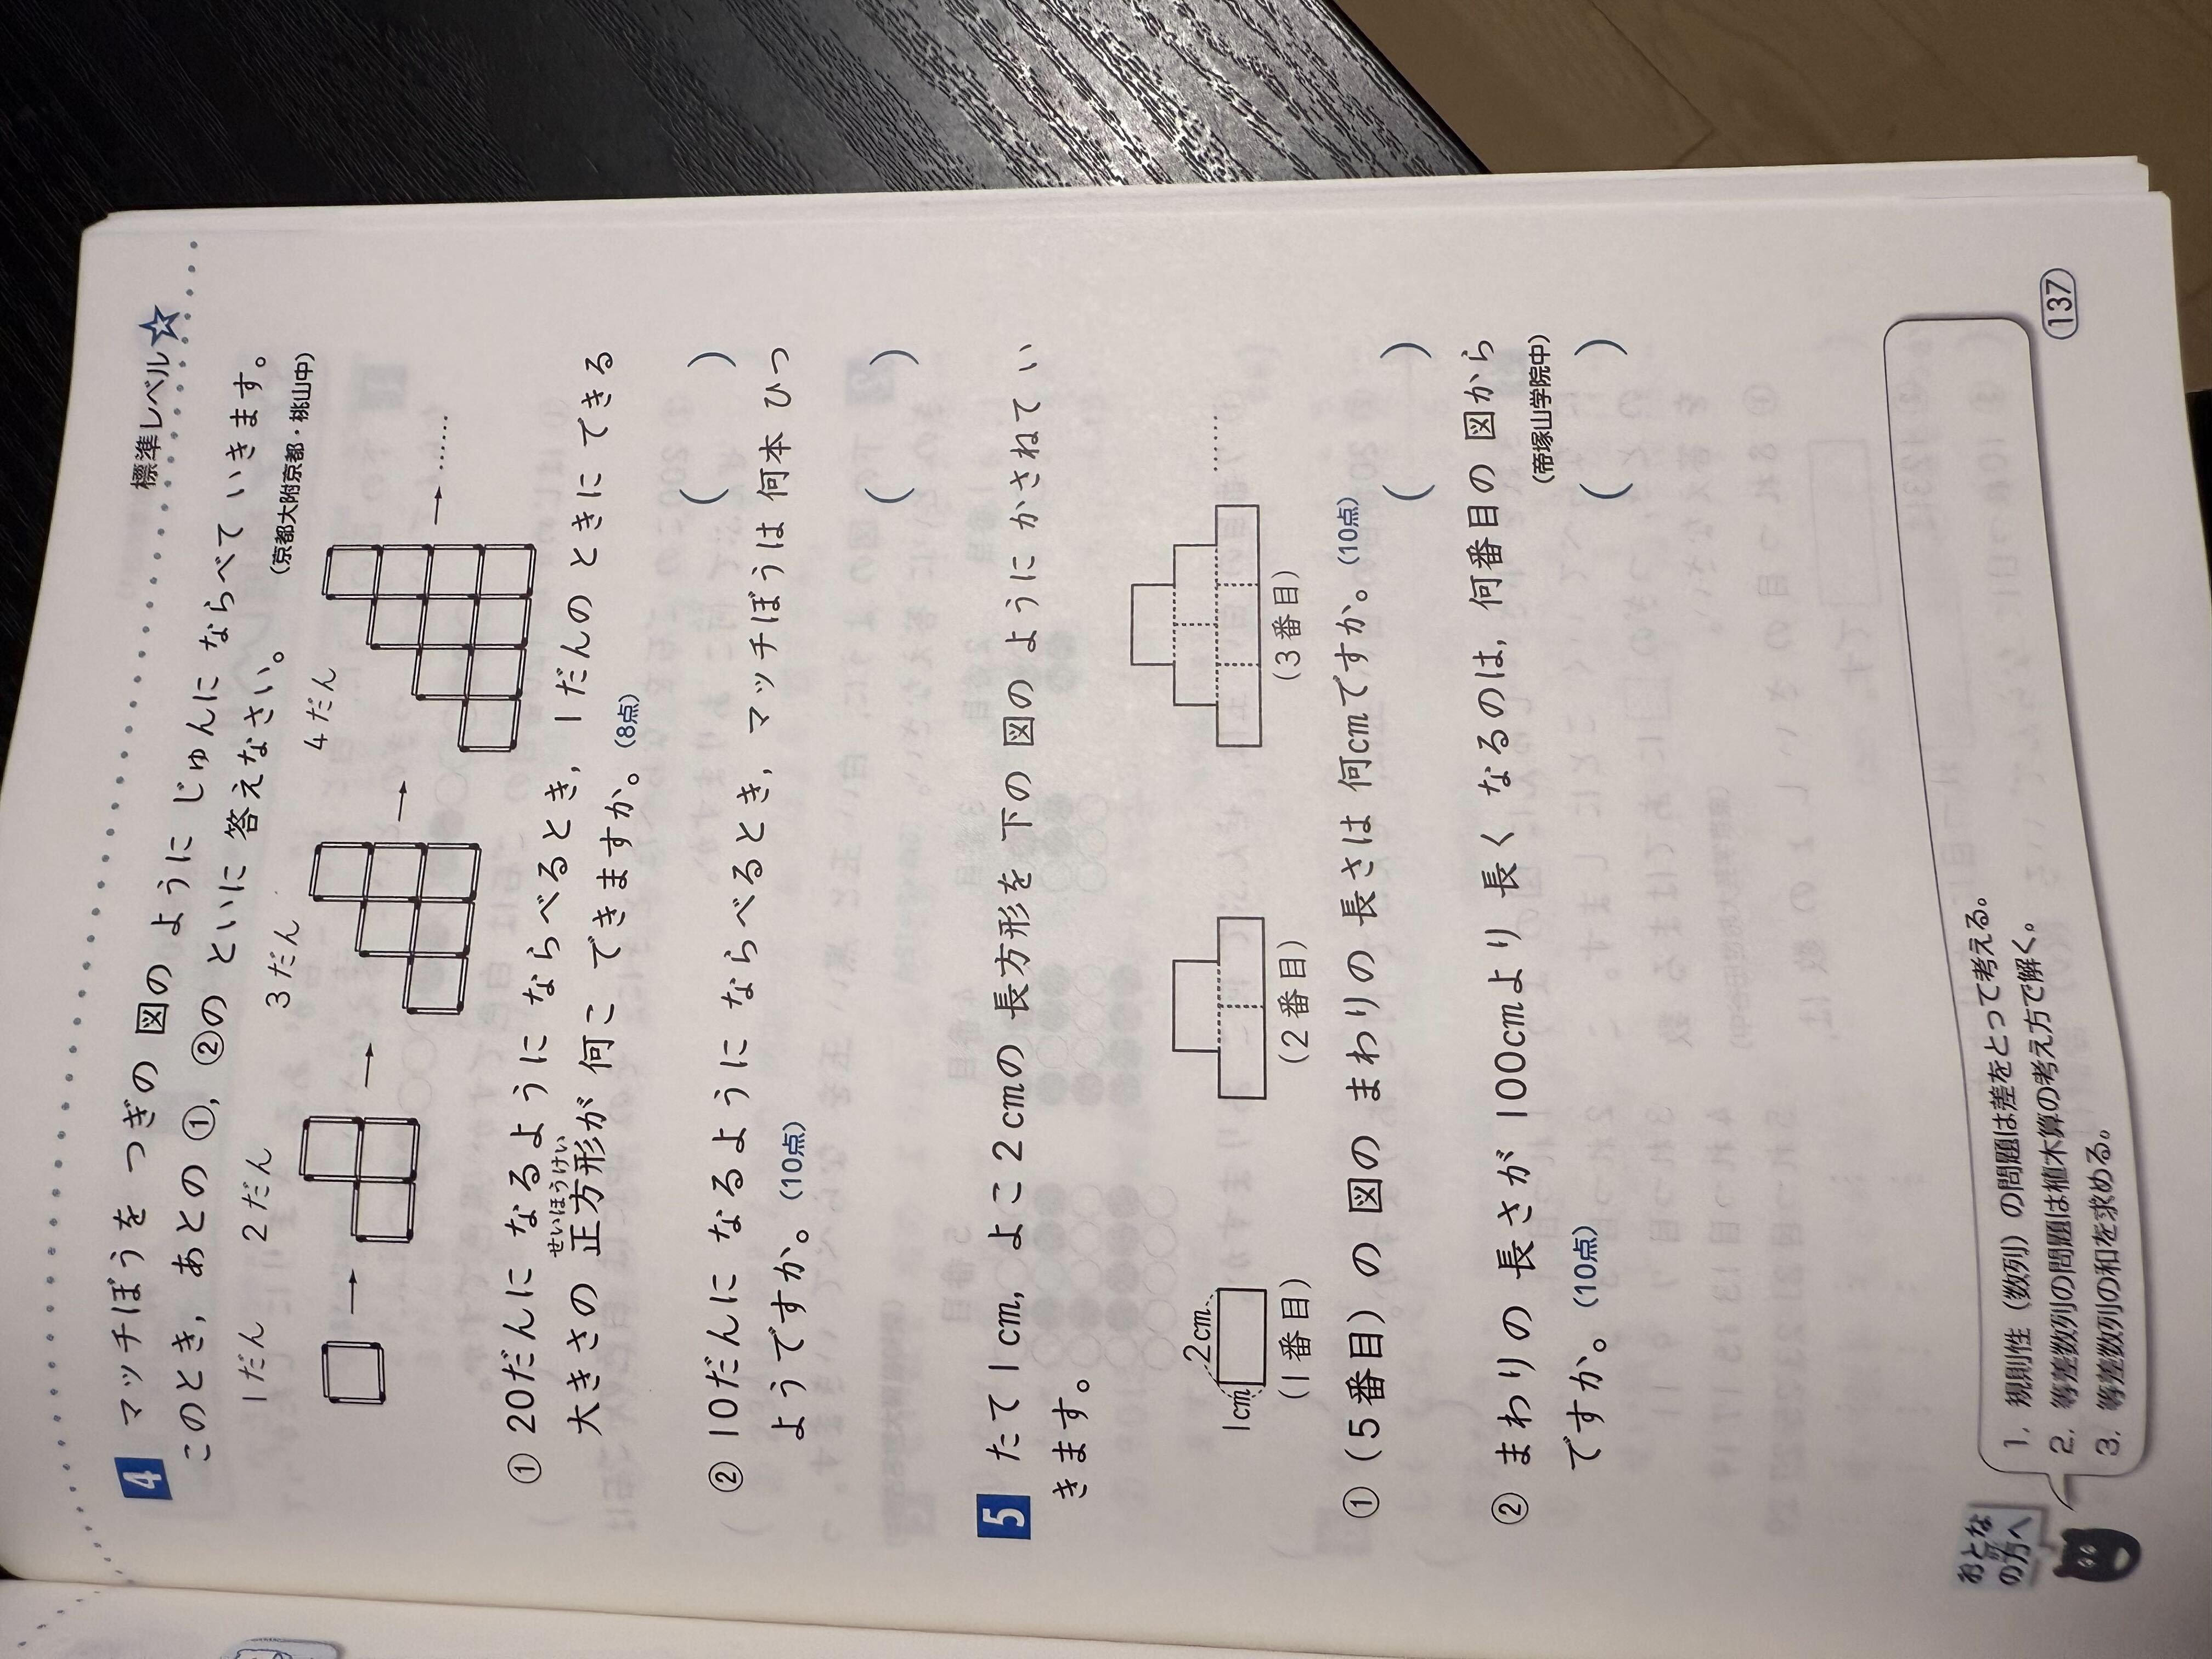 標準レベル
4 マッチぼうを つぎの 図の ように じゅんに ならべて いきます。
このとき, あとの ①, ②の といに 答えなさい。
(京都大附京都・桃山中)
1だん 2だん 3だん 4だん
→ → → → ……
① 20だんに なるように ならべるとき, 1だんのときにできる
大きさの 正方形が 何こ できますか。(8点)
せいほうけい
( )
② 10だんに なるように ならべるとき, マッチぼうは 何本 ひつ
ようですか。(10点)
( )
5 たて1cm, よこ2cmの 長方形を 下の 図のように かさねてい
きます。
2cm
1cm
……
(1番目) (2番目) (3番目)
① (5番目) の 図の まわりの 長さは 何cmですか。(10点)
( )
② まわりの 長さが 100cmより 長く なるのは, 何番目の 図から
ですか。(10点)
(帝塚山学院中)
( )
おとな
の方へ
1. 規則性 (数列) の問題は差をとって考える。
2. 等差数列の問題は植木算の考え方で解く。
3. 等差数列の和を求める。
137